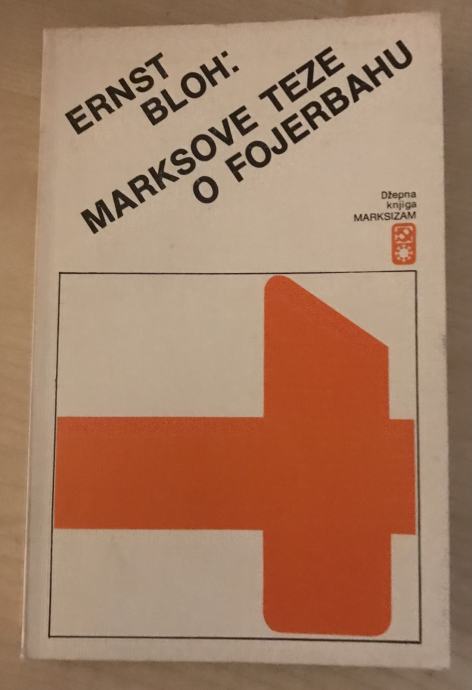 ERNST
BLOH:
MARKSOVE TEZE
O FOJERBAHU
Džepna
knjiga
MARKSIZAM